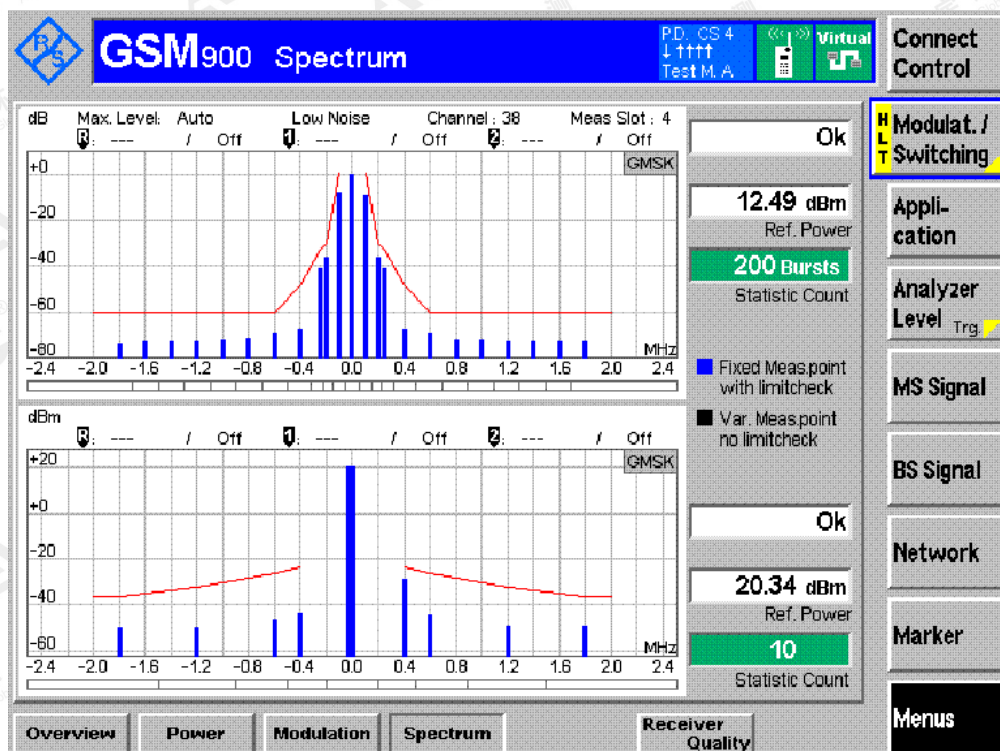 R/S
GSM900 Spectrum
P.D. CS 4
↓ ↑↑↑↑
Test M. A
Virtual
Connect
Control
dB Max. Level: Auto Low Noise Channel : 38 Meas Slot : 4
R: --- / Off 1: --- / Off 2: --- / Off
GMSK
+0
-20
-40
-60
-80
MHz
-2.4 -2.0 -1.6 -1.2 -0.8 -0.4 0.0 0.4 0.8 1.2 1.6 2.0 2.4
Ok
12.49 dBm
Ref. Power
200 Bursts
Statistic Count
Fixed Meas.point
with limitcheck
Var. Meas.point
no limitcheck
dBm
R: --- / Off 1: --- / Off 2: --- / Off
GMSK
+20
+0
-20
-40
-60
MHz
-2.4 -2.0 -1.6 -1.2 -0.8 -0.4 0.0 0.4 0.8 1.2 1.6 2.0 2.4
Ok
20.34 dBm
Ref. Power
10
Statistic Count
HLT
Modulat. /
Switching
Appli-
cation
Analyzer
Level Trg.
MS Signal
BS Signal
Network
Marker
Menus
Overview Power Modulation Spectrum Receiver
Quality